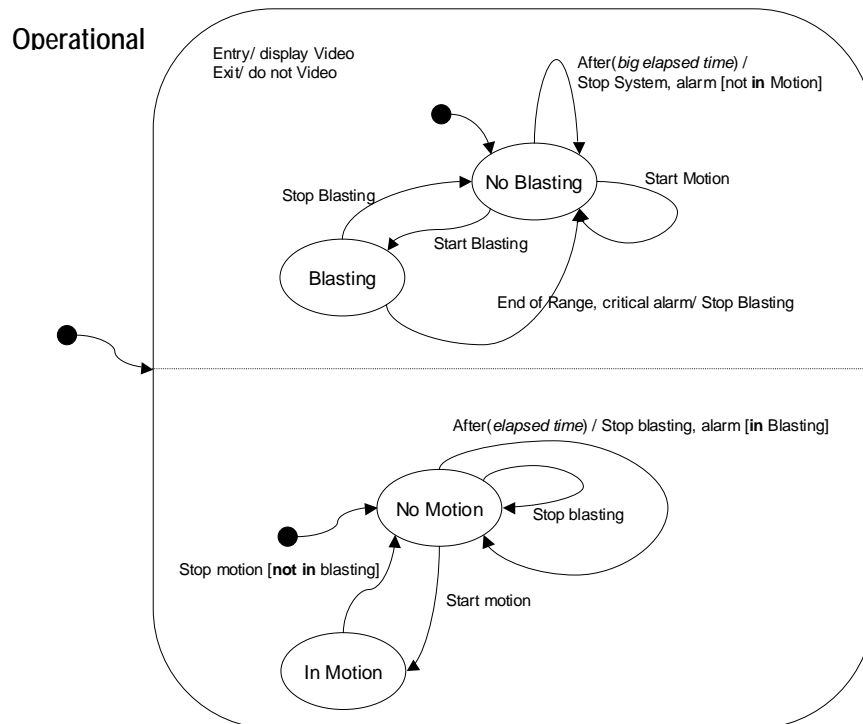 Operational
Entry/ display Video
Exit/ do not Video
After(big elapsed time) /
Stop System, alarm [not in Motion]
No Blasting
Start Motion
Stop Blasting
Start Blasting
Blasting
End of Range, critical alarm/ Stop Blasting
After(elapsed time) / Stop blasting, alarm [in Blasting]
No Motion
Stop blasting
Stop motion [not in blasting]
Start motion
In Motion